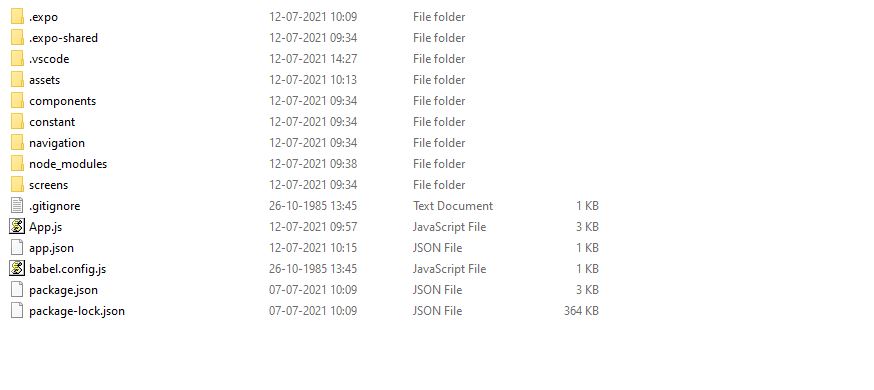 .expo 12-07-2021 10:09 File folder
.expo-shared 12-07-2021 09:34 File folder
.vscode 12-07-2021 14:27 File folder
assets 12-07-2021 10:13 File folder
components 12-07-2021 09:34 File folder
constant 12-07-2021 09:34 File folder
navigation 12-07-2021 09:34 File folder
node_modules 12-07-2021 09:38 File folder
screens 12-07-2021 09:34 File folder
.gitignore 26-10-1985 13:45 Text Document 1 KB
App.js 12-07-2021 09:57 JavaScript File 3 KB
app.json 12-07-2021 10:15 JSON File 1 KB
babel.config.js 26-10-1985 13:45 JavaScript File 1 KB
package.json 07-07-2021 10:09 JSON File 3 KB
package-lock.json 07-07-2021 10:09 JSON File 364 KB